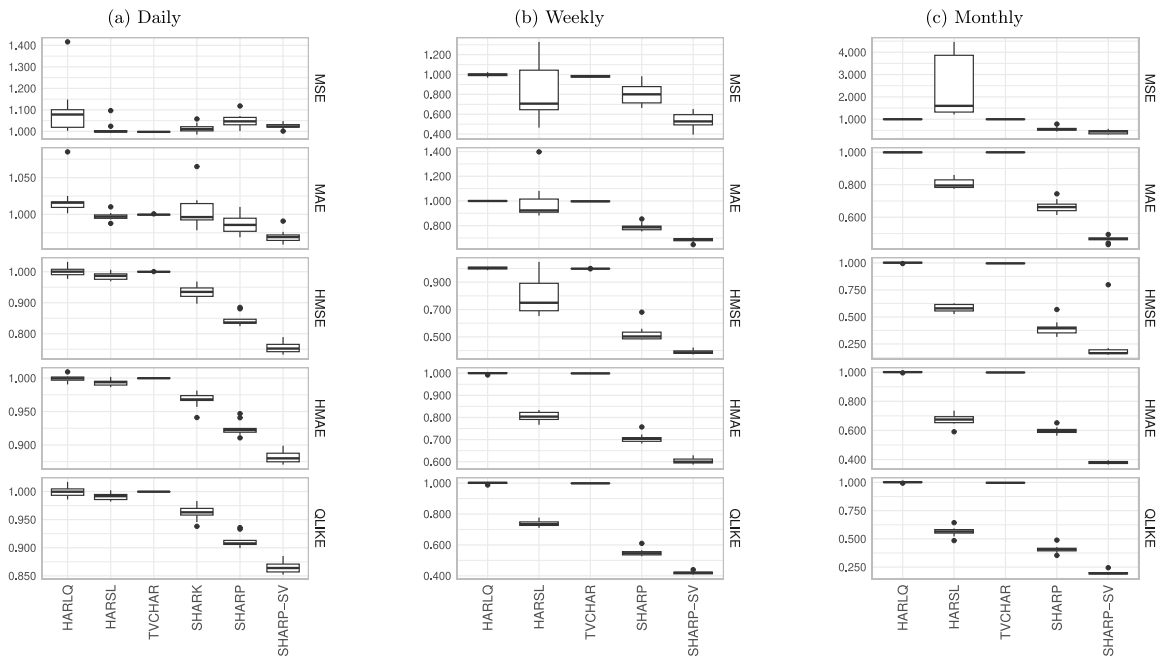 (a) Daily
1.400
1.300
1.200
1.100
1.000
MSE
1.050
1.000
MAE
1.000
0.900
0.800
HMSE
1.000
0.950
0.900
HMAE
1.000
0.950
0.900
0.850
QLIKE
HARLQ
HARSL
TVCHAR
SHARK
SHARP
SHARP-SV
(b) Weekly
1.200
1.000
0.800
0.600
0.400
MSE
1.400
1.200
1.000
0.800
MAE
0.900
0.700
0.500
HMSE
1.000
0.900
0.800
0.700
0.600
HMAE
1.000
0.800
0.600
0.400
QLIKE
HARLQ
HARSL
TVCHAR
SHARP
SHARP-SV
(c) Monthly
4.000
3.000
2.000
1.000
MSE
1.000
0.800
0.600
MAE
1.000
0.750
0.500
0.250
HMSE
1.000
0.800
0.600
0.400
HMAE
1.000
0.750
0.500
0.250
QLIKE
HARLQ
HARSL
TVCHAR
SHARP
SHARP-SV